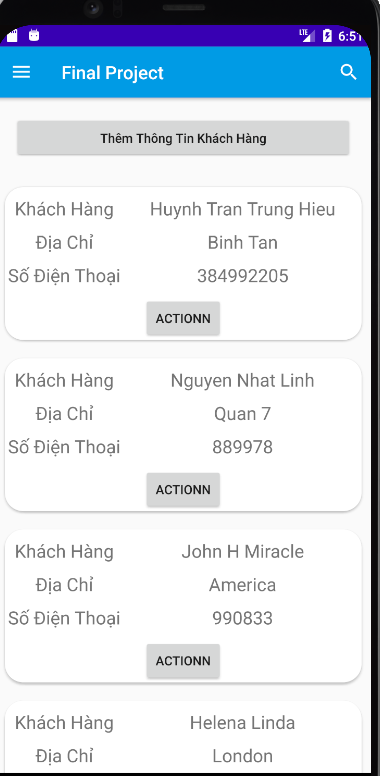 LTE 6:51
Final Project
Thêm Thông Tin Khách Hàng
Khách Hàng Huynh Tran Trung Hieu
Địa Chỉ Binh Tan
Số Điện Thoại 384992205
ACTIONN
Khách Hàng Nguyen Nhat Linh
Địa Chỉ Quan 7
Số Điện Thoại 889978
ACTIONN
Khách Hàng John H Miracle
Địa Chỉ America
Số Điện Thoại 990833
ACTIONN
Khách Hàng Helena Linda
Địa Chỉ London